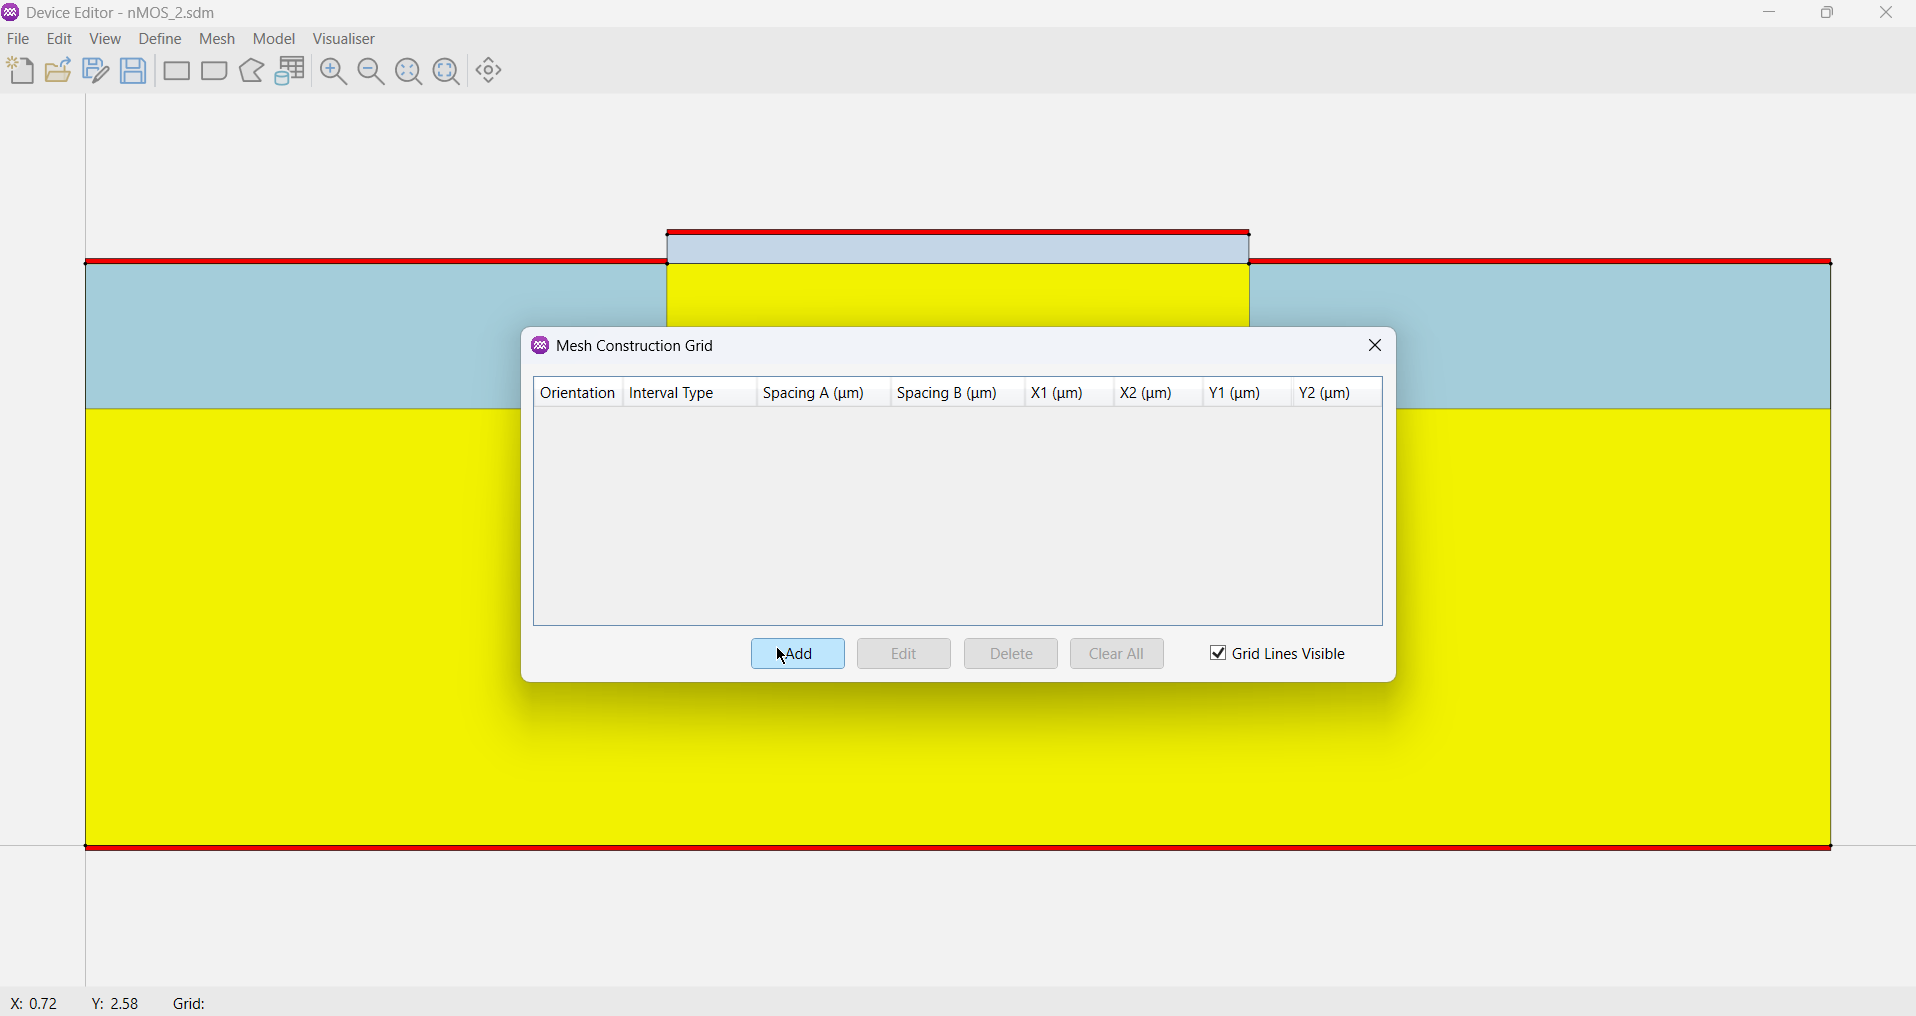 Device Editor - nMOS_2.sdm
File Edit View Define Mesh Model Visualiser
Mesh Construction Grid
Orientation Interval Type Spacing A (μm) Spacing B (μm) X1 (μm) X2 (μm) Y1 (μm) Y2 (μm)
Add Edit Delete Clear All Grid Lines Visible
X: 0.72 Y: 2.58 Grid: